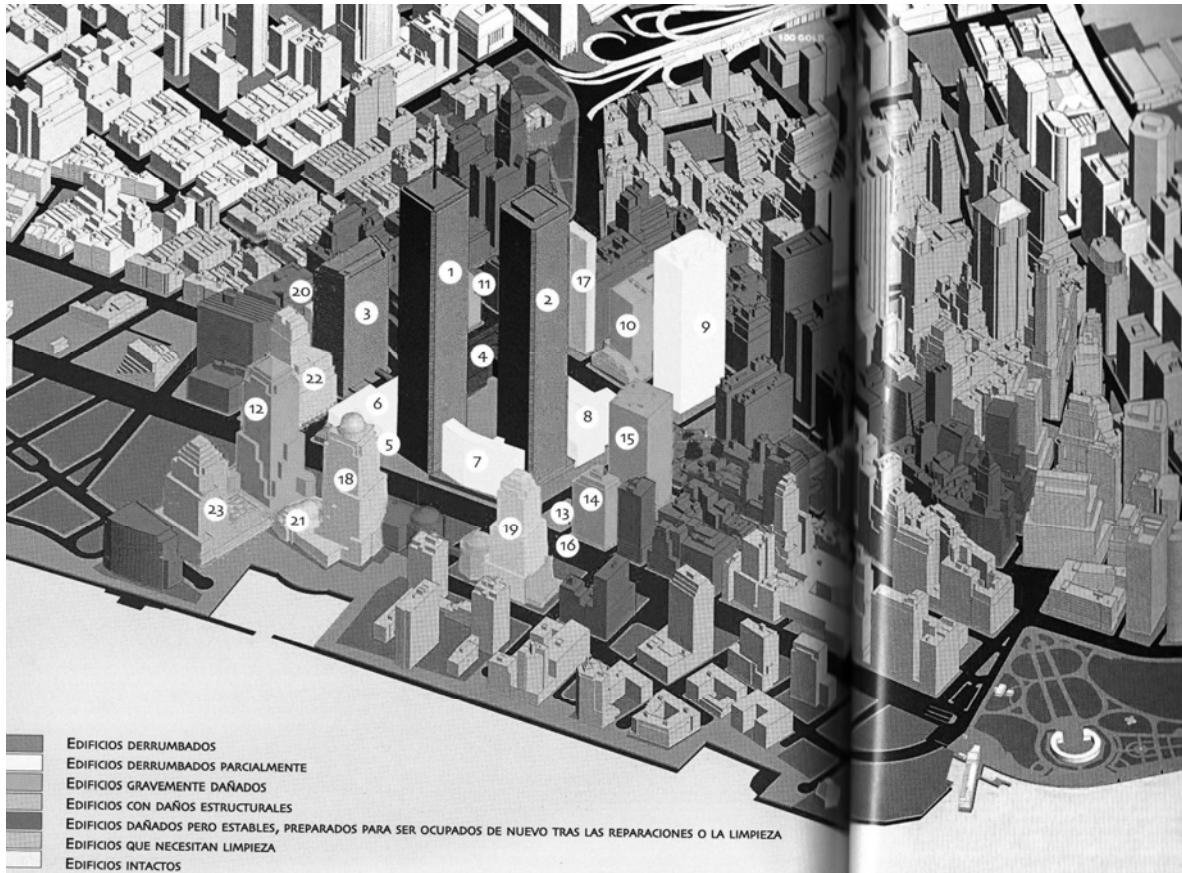 100 GOLD
20
11
17
1
3
2
10
9
4
22
6
12
8
5
15
7
18
14
23
13
21
19
16
EDIFICIOS DERRUMBADOS
EDIFICIOS DERRUMBADOS PARCIALMENTE
EDIFICIOS GRAVEMENTE DAÑADOS
EDIFICIOS CON DAÑOS ESTRUCTURALES
EDIFICIOS DAÑADOS PERO ESTABLES, PREPARADOS PARA SER OCUPADOS DE NUEVO TRAS LAS REPARACIONES O LA LIMPIEZA
EDIFICIOS QUE NECESITAN LIMPIEZA
EDIFICIOS INTACTOS